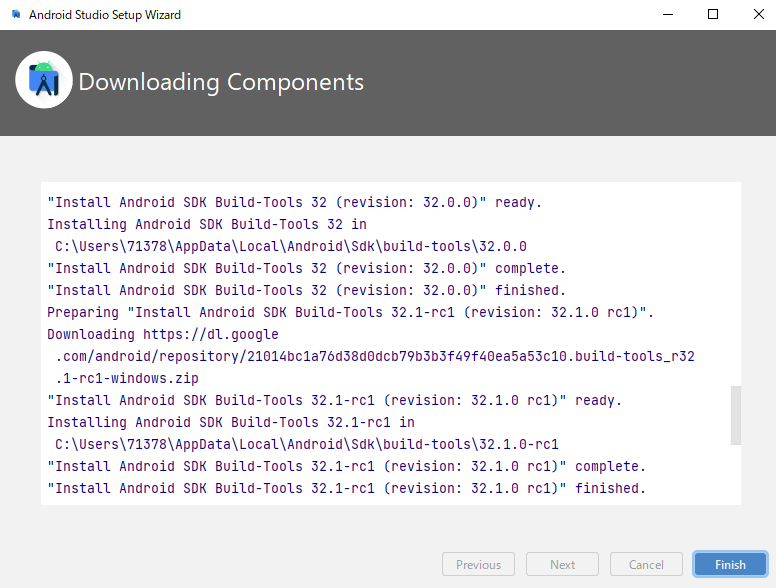 Android Studio Setup Wizard
Downloading Components
"Install Android SDK Build-Tools 32 (revision: 32.0.0)" ready.
Installing Android SDK Build-Tools 32 in
C:\Users\71378\AppData\Local\Android\Sdk\build-tools\32.0.0
"Install Android SDK Build-Tools 32 (revision: 32.0.0)" complete.
"Install Android SDK Build-Tools 32 (revision: 32.0.0)" finished.
Preparing "Install Android SDK Build-Tools 32.1-rc1 (revision: 32.1.0 rc1)".
Downloading https://dl.google
.com/android/repository/21014bc1a76d38d0dcb79b3b3f49f40ea5a53c10.build-tools_r32
.1-rc1-windows.zip
"Install Android SDK Build-Tools 32.1-rc1 (revision: 32.1.0 rc1)" ready.
Installing Android SDK Build-Tools 32.1-rc1 in
C:\Users\71378\AppData\Local\Android\Sdk\build-tools\32.1.0-rc1
"Install Android SDK Build-Tools 32.1-rc1 (revision: 32.1.0 rc1)" complete.
"Install Android SDK Build-Tools 32.1-rc1 (revision: 32.1.0 rc1)" finished.
Previous Next Cancel Finish